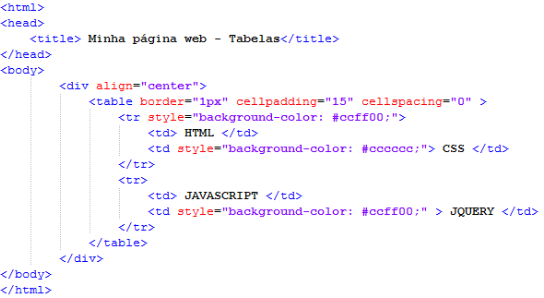 <html>
<head>
<title> Minha página web - Tabelas</title>
</head>
<body>
<div align="center">
<table border="1px" cellpadding="15" cellspacing="0" >
<tr style="background-color: #ccff00;">
<td> HTML </td>
<td style="background-color: #cccccc;"> CSS </td>
</tr>
<tr>
<td> JAVASCRIPT </td>
<td style="background-color: #ccff00;" > JQUERY </td>
</tr>
</table>
</div>
</body>
</html>